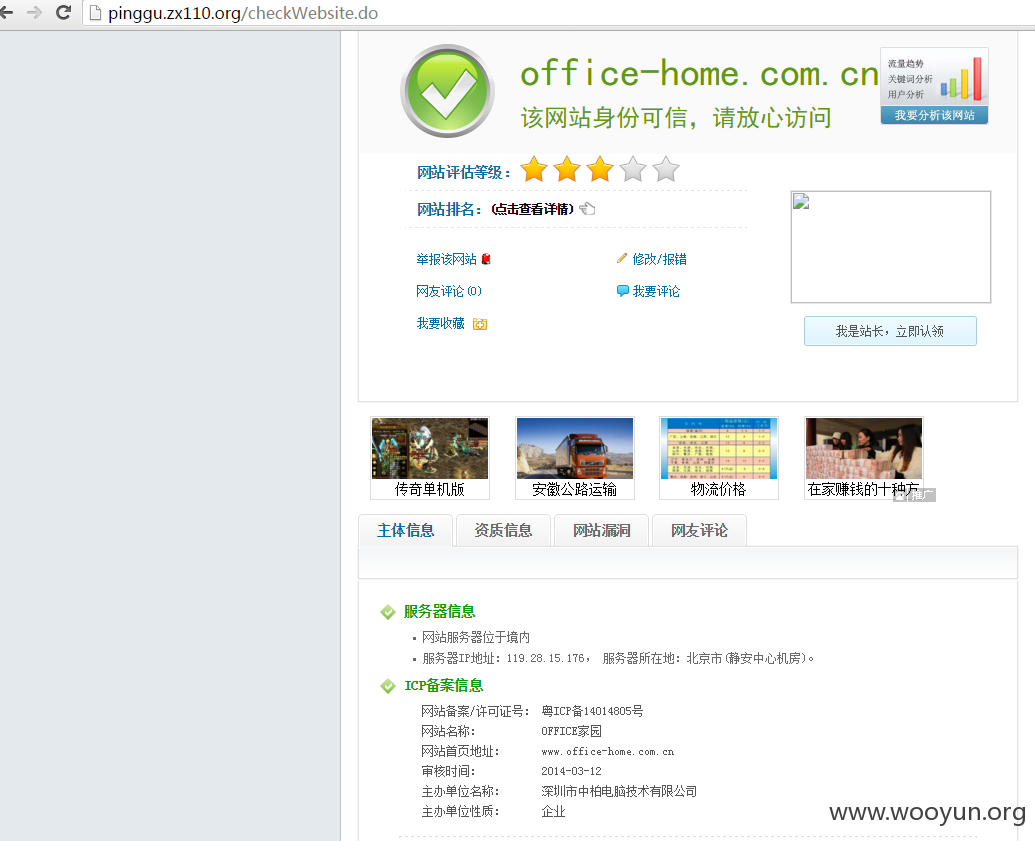 pinggu.zx110.org/checkWebsite.do
office-home.com.cn
该网站身份可信，请放心访问
流量趋势
关键词分析
用户分析
我要分析该网站
网站评估等级：
网站排名：(点击查看详情)
举报该网站
修改/报错
网友评论(0)
我要评论
我要收藏
我是站长，立即认领
传奇单机版
安徽公路运输
物流价格
在家赚钱的十种方
推广
主体信息
资质信息
网站漏洞
网友评论
服务器信息
网站服务器位于境内
服务器IP地址：119.28.15.176， 服务器所在地：北京市(静安中心机房)。
ICP备案信息
网站备案/许可证号： 粤ICP备14014805号
网站名称： OFFICE家园
网站首页地址： www.office-home.com.cn
审核时间： 2014-03-12
主办单位名称： 深圳市中柏电脑技术有限公司
主办单位性质： 企业
www.wooyun.org